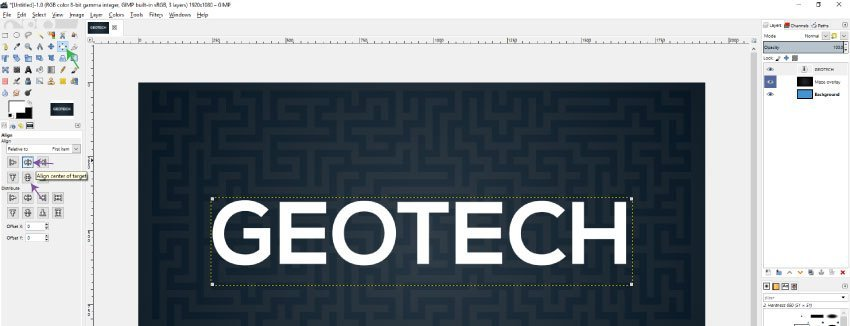 *[Untitled]-1.0 (RGB color 8-bit gamma integer, GIMP built-in sRGB, 3 layers) 1920x1080 – GIMP
File Edit Select View Image Layer Colors Tools Filters Windows Help
GEOTECH
Align
Align
Relative to: First item
Align center of target
Distribute
Offset X: 0
Offset Y: 0
GEOTECH
Layers Channels Paths
Mode Normal
Opacity 100.0
Lock:
GEOTECH
Maze overlay
Background
filter
2. Hardness 050 (51 × 51)